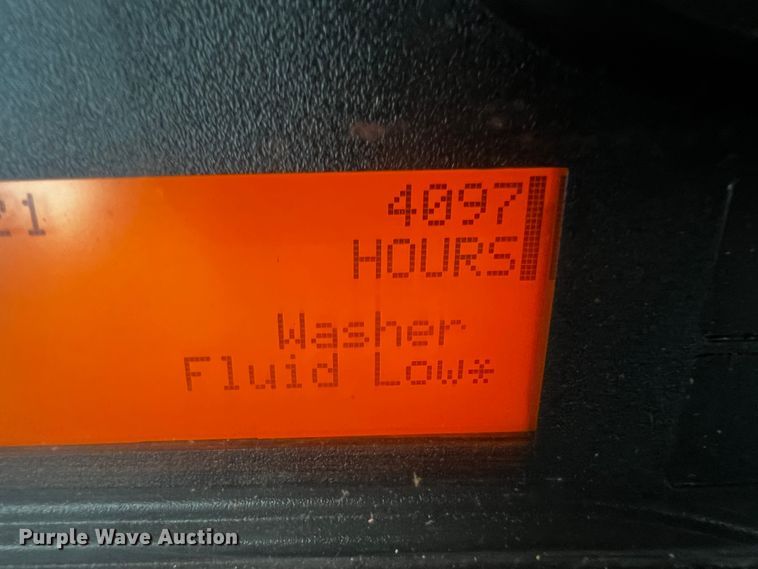 21
4097
HOURS
Washer
Fluid Low*
Purple Wave Auction